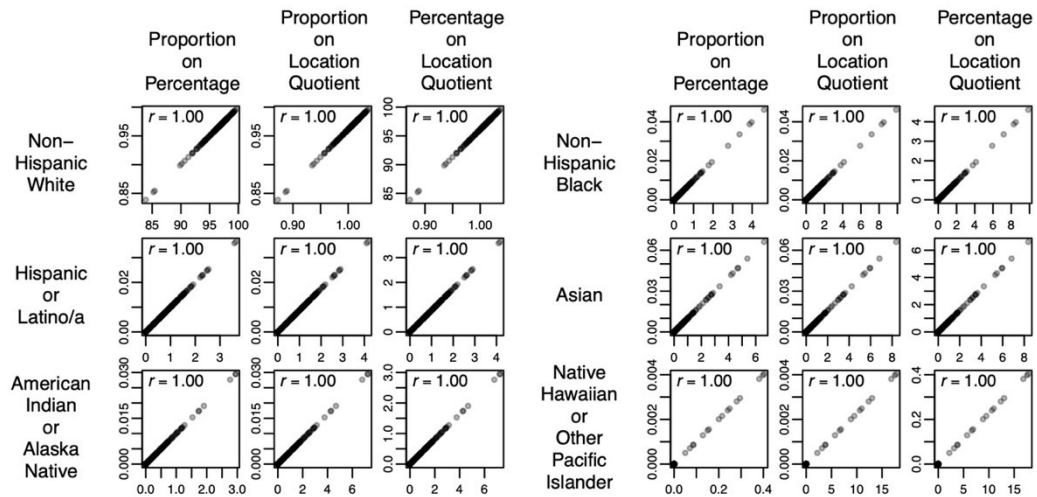 Proportion
on
Percentage
Proportion
on
Location
Quotient
Percentage
on
Location
Quotient
Non−
Hispanic
White
r = 1.00
r = 1.00
r = 1.00
0.85 0.95
0.85 0.95
85 90 95 100
85 90 95 100
0.90 1.00
0.90 1.00
Hispanic
or
Latino/a
r = 1.00
r = 1.00
r = 1.00
0.00 0.02
0.00 0.02
0 1 2 3
0 1 2 3
0 1 2 3 4
0 1 2 3 4
American
Indian
or
Alaska
Native
r = 1.00
r = 1.00
r = 1.00
0.000 0.015 0.030
0.000 0.015 0.030
0.0 1.0 2.0 3.0
0.0 1.0 2.0 3.0
0 2 4 6
0 2 4 6
Proportion
on
Percentage
Proportion
on
Location
Quotient
Percentage
on
Location
Quotient
Non−
Hispanic
Black
r = 1.00
r = 1.00
r = 1.00
0.00 0.02 0.04
0.00 0.02 0.04
0 1 2 3 4
0 1 2 3 4
0 2 4 6 8
0 2 4 6 8
Asian
r = 1.00
r = 1.00
r = 1.00
0.00 0.03 0.06
0.00 0.03 0.06
0 2 4 6
0 1 2 3 4 5 6
0 2 4 6 8
0 2 4 6 8
Native
Hawaiian
or
Other
Pacific
Islander
r = 1.00
r = 1.00
r = 1.00
0.000 0.002 0.004
0.000 0.002 0.004
0.0 0.2 0.4
0.0 0.2 0.4
0 5 10 15
0 5 10 15